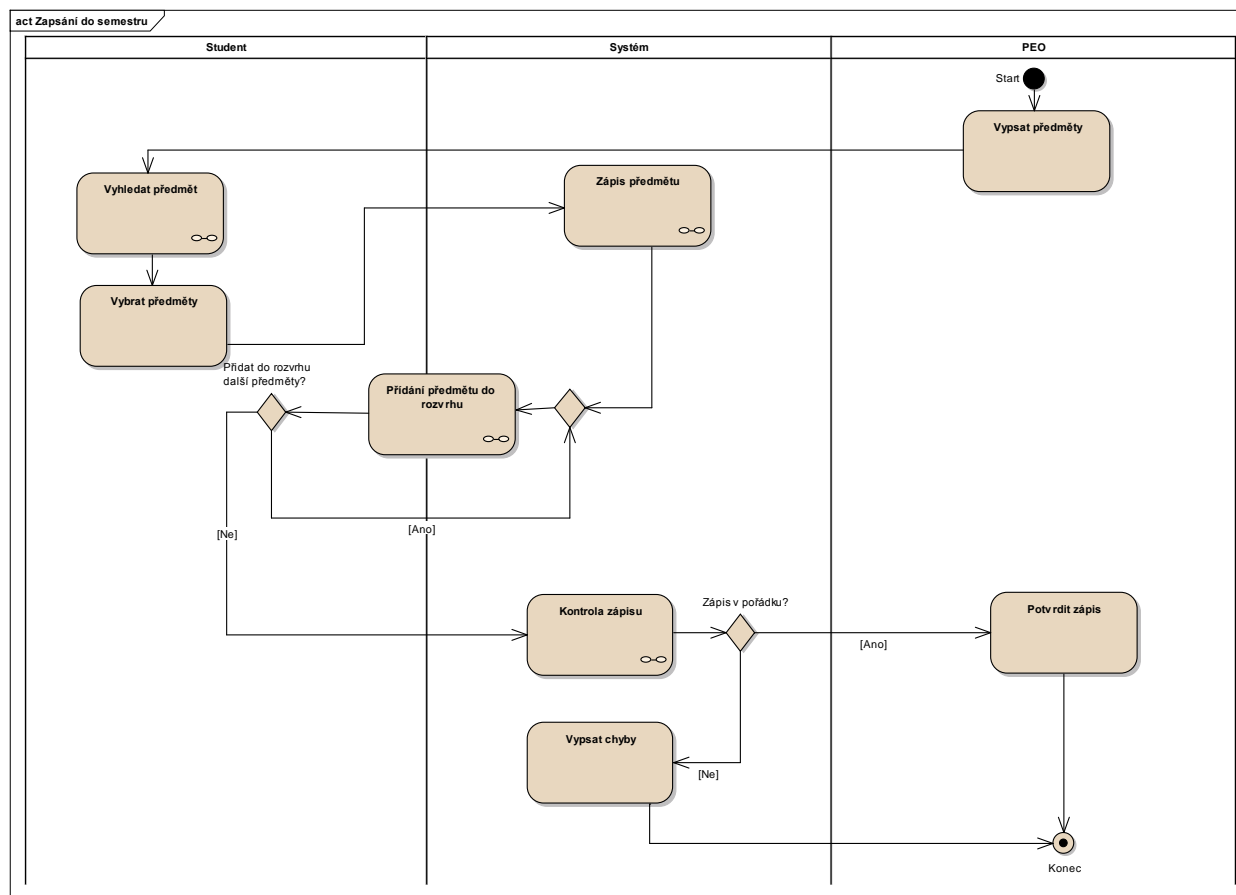 act Zapsání do semestru
Student
Systém
PEO
Start
Vypsat předměty
Vyhledat předmět
Zápis předmětu
Vybrat předměty
Přidat do rozvrhu
další předměty?
Přídání předmětu do
rozvrhu
[Ne]
[Ano]
Kontrola zápisu
Zápis v pořádku?
Potvrdit zápis
[Ano]
Vypsat chyby
[Ne]
Konec